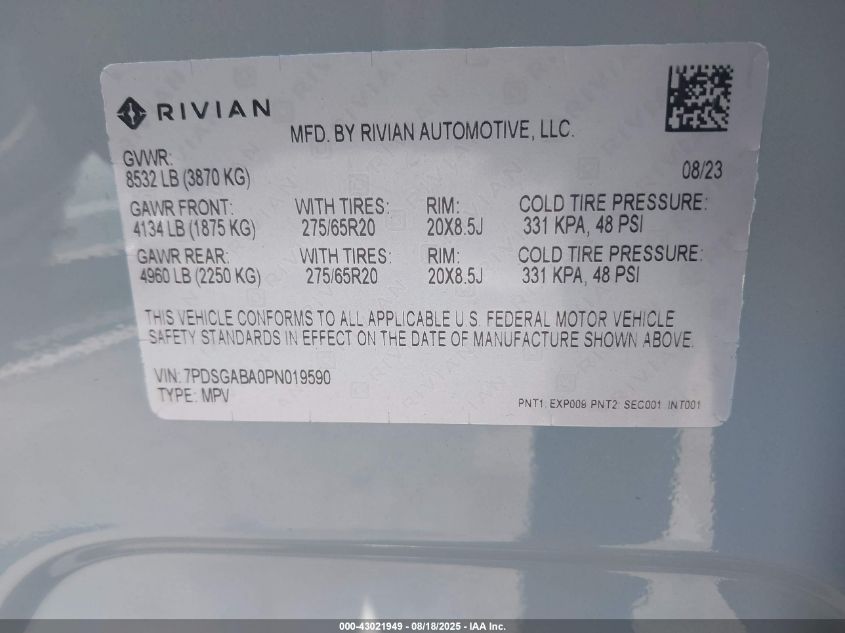 RIVIAN
MFD. BY RIVIAN AUTOMOTIVE, LLC.
GVWR:
8532 LB (3870 KG)
08/23
GAWR FRONT: WITH TIRES: RIM: COLD TIRE PRESSURE:
4134 LB (1875 KG) 275/65R20 20X8.5J 331 KPA, 48 PSI
GAWR REAR: WITH TIRES: RIM: COLD TIRE PRESSURE:
4960 LB (2250 KG) 275/65R20 20X8.5J 331 KPA, 48 PSI
THIS VEHICLE CONFORMS TO ALL APPLICABLE U.S. FEDERAL MOTOR VEHICLE
SAFETY STANDARDS IN EFFECT ON THE DATE OF MANUFACTURE SHOWN ABOVE.
VIN: 7PDSGABA0PN019590
TYPE: MPV
PNT1: EXP009 PNT2: SEC001 INT001
000-43021949 - 08/18/2025 - IAA Inc.